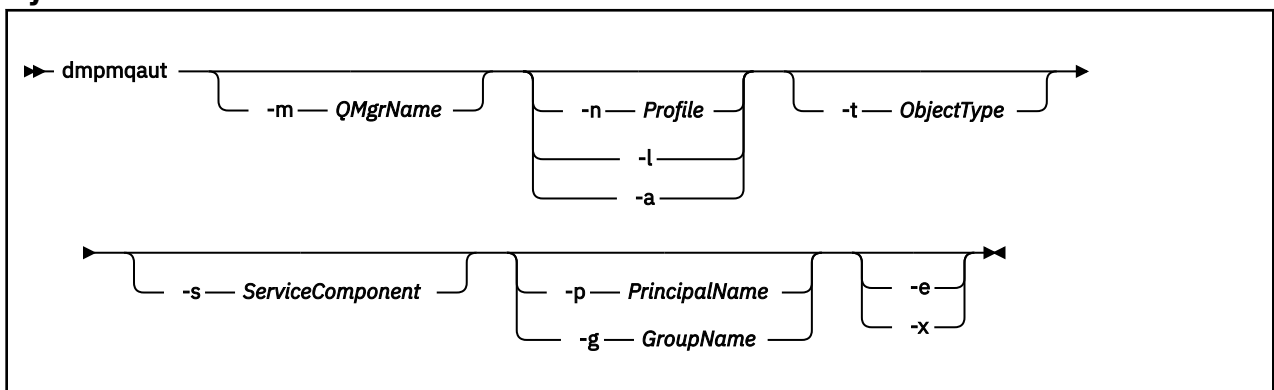 dmpmqaut
-m QMgrName
-n Profile
-t ObjectType
-l
-a
-s ServiceComponent
-p PrincipalName
-e
-x
-g GroupName